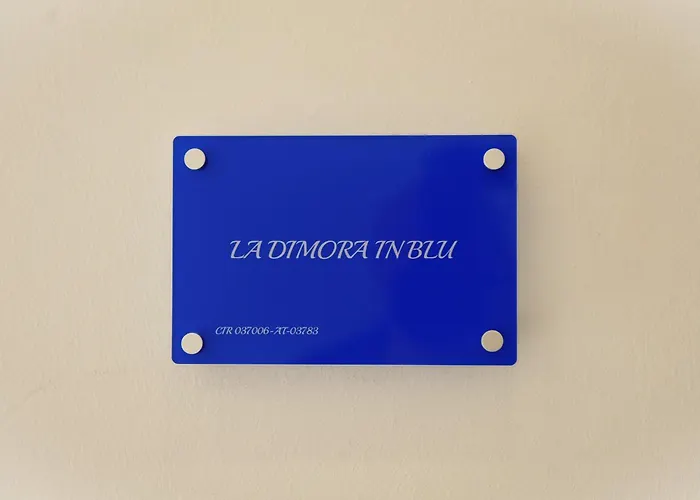 LA DIMORA IN BLU
CIR 037006-AT-03783